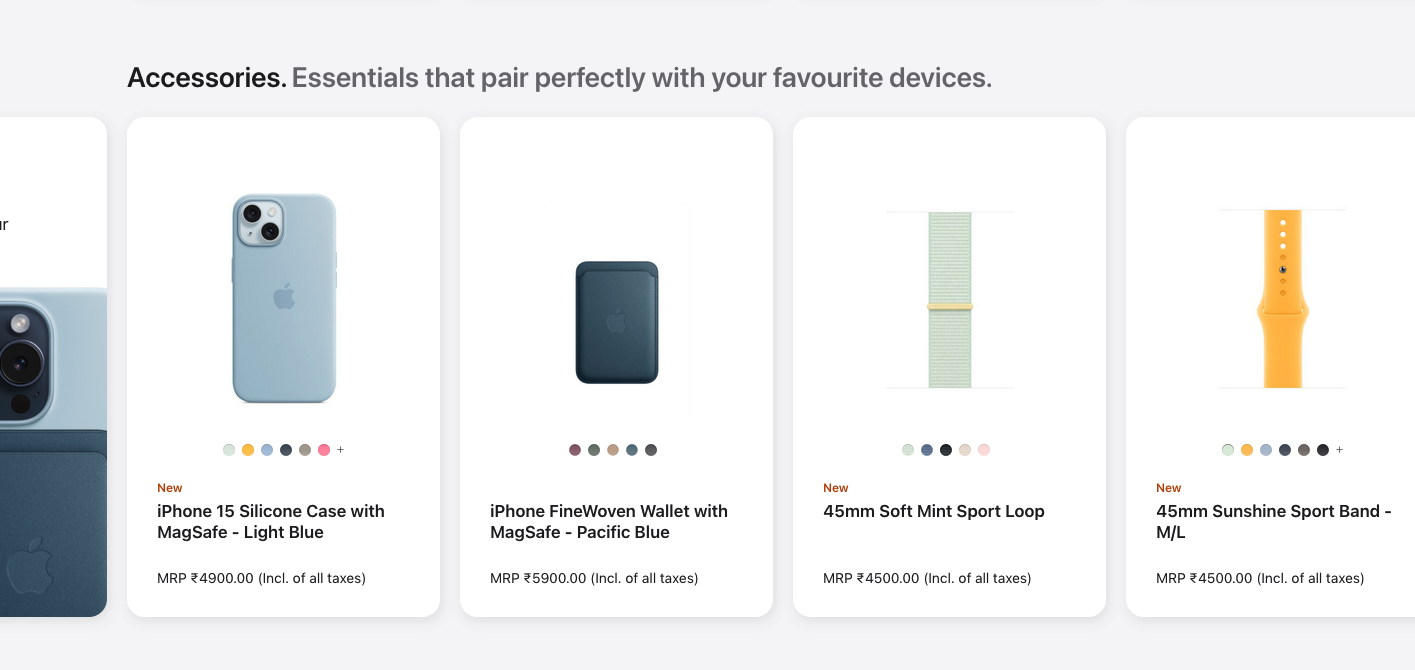 Accessories. Essentials that pair perfectly with your favourite devices.
+
New
iPhone 15 Silicone Case with
MagSafe - Light Blue
MRP ₹4900.00 (Incl. of all taxes)
iPhone FineWoven Wallet with
MagSafe - Pacific Blue
MRP ₹5900.00 (Incl. of all taxes)
New
45mm Soft Mint Sport Loop
MRP ₹4500.00 (Incl. of all taxes)
+
New
45mm Sunshine Sport Band -
M/L
MRP ₹4500.00 (Incl. of all taxes)